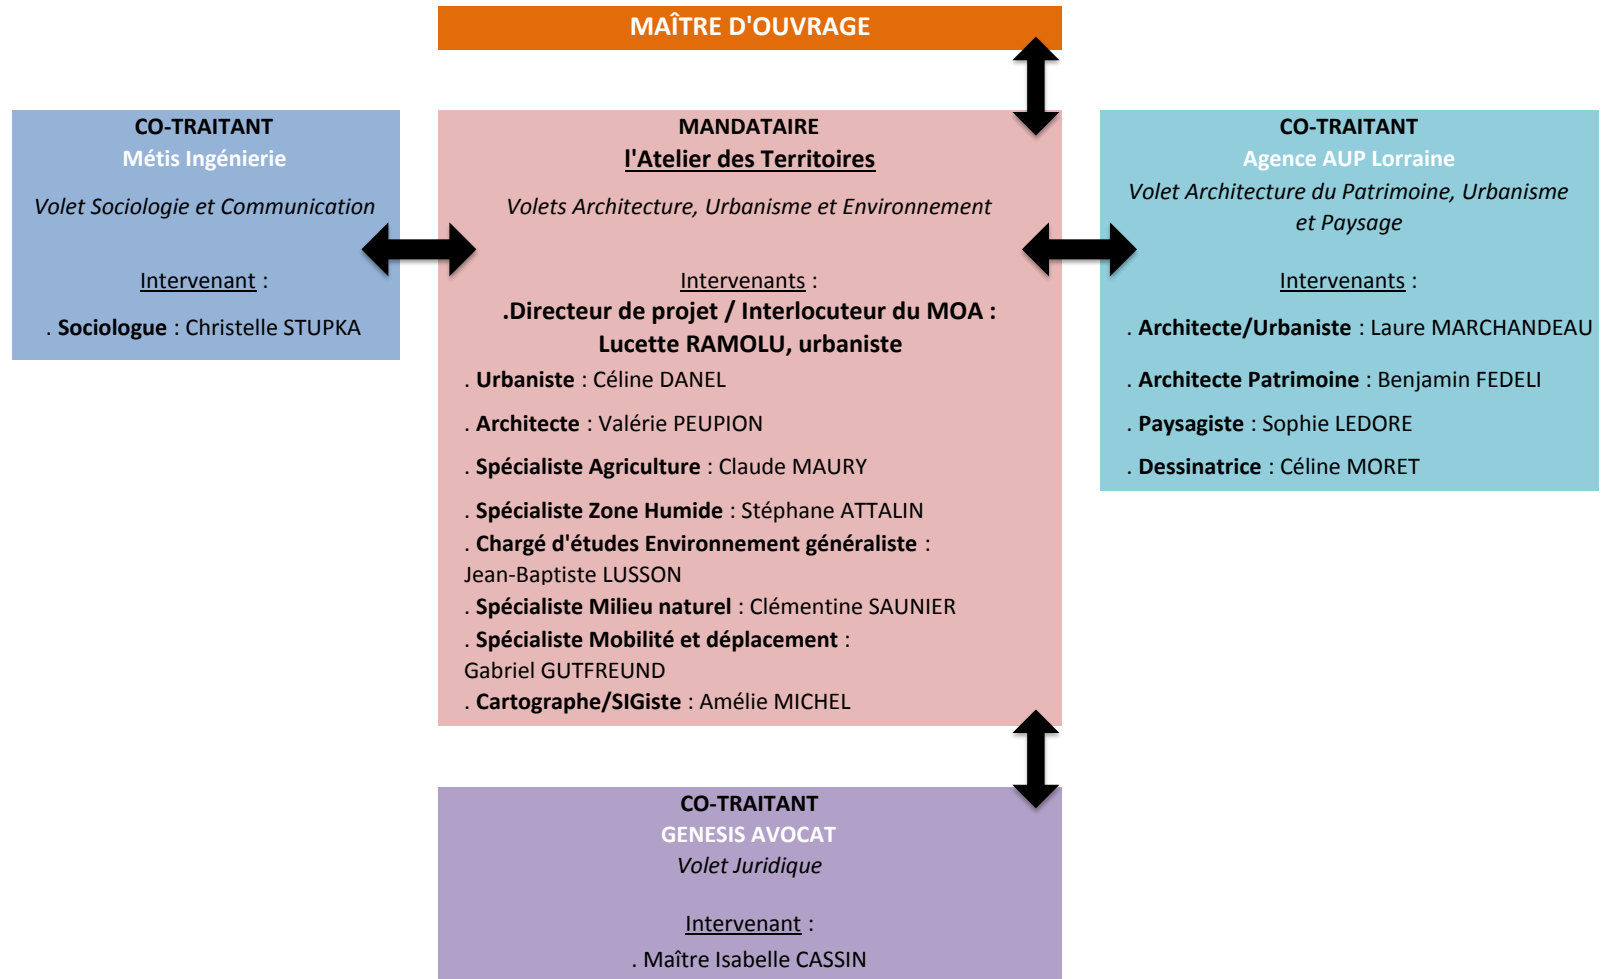 MAÎTRE D'OUVRAGE
CO-TRAITANT
Métis Ingénierie
Volet Sociologie et Communication
Intervenant :
. Sociologue : Christelle STUPKA
MANDATAIRE
l'Atelier des Territoires
Volets Architecture, Urbanisme et Environnement
Intervenants :
.Directeur de projet / Interlocuteur du MOA :
Lucette RAMOLU, urbaniste
. Urbaniste : Céline DANEL
. Architecte : Valérie PEUPION
. Spécialiste Agriculture : Claude MAURY
. Spécialiste Zone Humide : Stéphane ATTALIN
. Chargé d'études Environnement généraliste :
Jean-Baptiste LUSSON
. Spécialiste Milieu naturel : Clémentine SAUNIER
. Spécialiste Mobilité et déplacement :
Gabriel GUTFREUND
. Cartographe/SIGiste : Amélie MICHEL
CO-TRAITANT
Agence AUP Lorraine
Volet Architecture du Patrimoine, Urbanisme
et Paysage
Intervenants :
. Architecte/Urbaniste : Laure MARCHANDEAU
. Architecte Patrimoine : Benjamin FEDELI
. Paysagiste : Sophie LEDORE
. Dessinatrice : Céline MORET
CO-TRAITANT
GENESIS AVOCAT
Volet Juridique
Intervenant :
. Maître Isabelle CASSIN